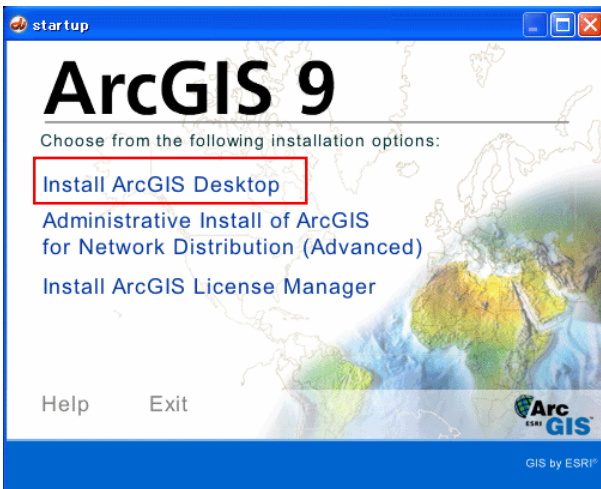 startup
ArcGIS 9
Choose from the following installation options:
Install ArcGIS Desktop
Administrative Install of ArcGIS
for Network Distribution (Advanced)
Install ArcGIS License Manager
Help Exit
Arc
ESRI GIS
GIS by ESRI®